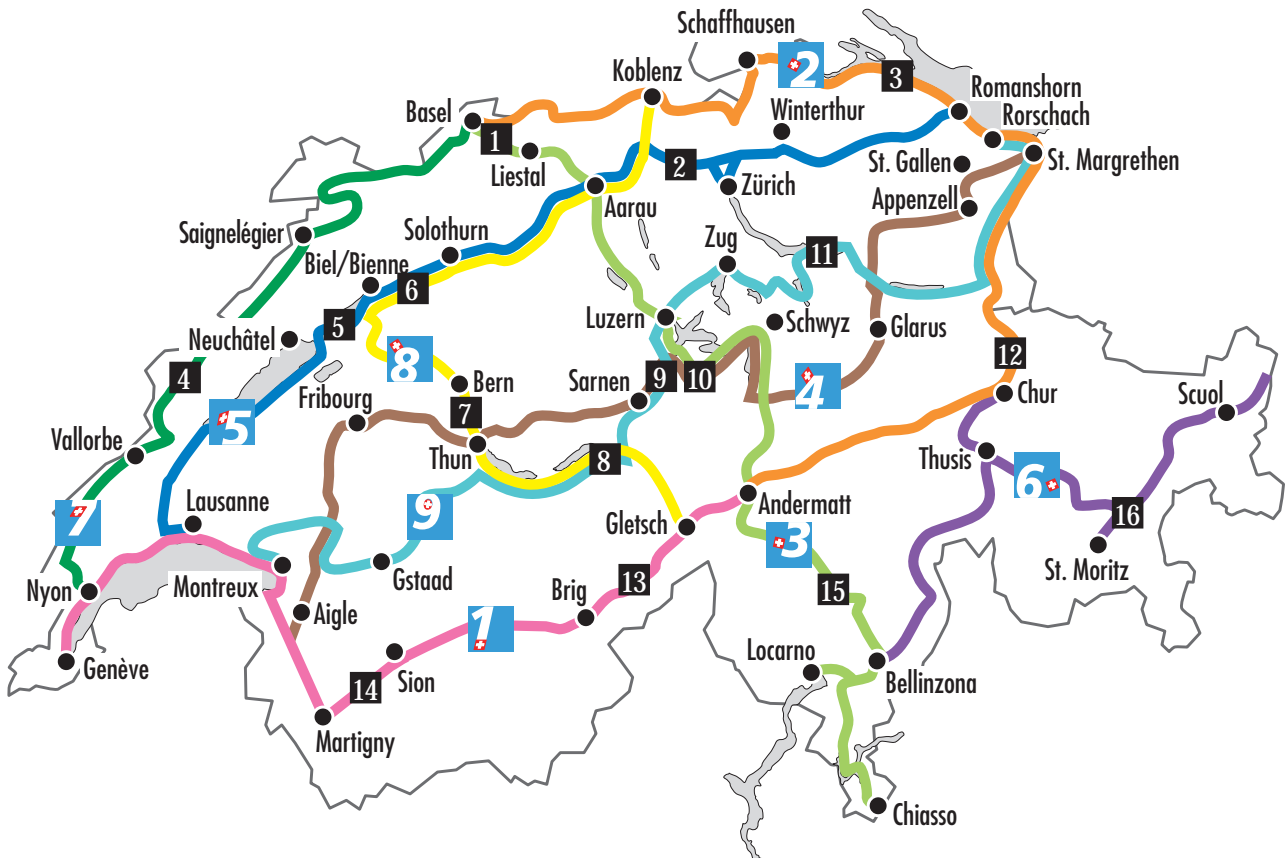 Schaffhausen
2
3
Koblenz
Romanshorn
Basel
1
Winterthur
Rorschach
Liestal
2
St. Gallen
St. Margrethen
Zürich
Appenzell
Aarau
Saignelégier
Solothurn
Zug
11
Biel/Bienne
6
5
Luzern
Schwyz
Glarus
Neuchâtel
8
12
4
9
10
4
Bern
Sarnen
Chur
Scuol
Fribourg
7
5
Vallorbe
Thun
8
Thusis
6
Lausanne
Andermatt
16
7
9
Gletsch
3
St. Moritz
Montreux
Gstaad
13
Nyon
Brig
15
Aigle
1
Locarno
Genève
Sion
Bellinzona
14
Martigny
Chiasso